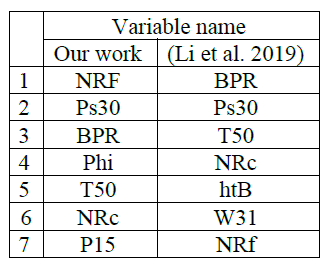 Variable name
Our work (Li et al. 2019)
1 NRF BPR
2 Ps30 Ps30
3 BPR T50
4 Phi NRc
5 T50 htB
6 NRc W31
7 P15 NRf